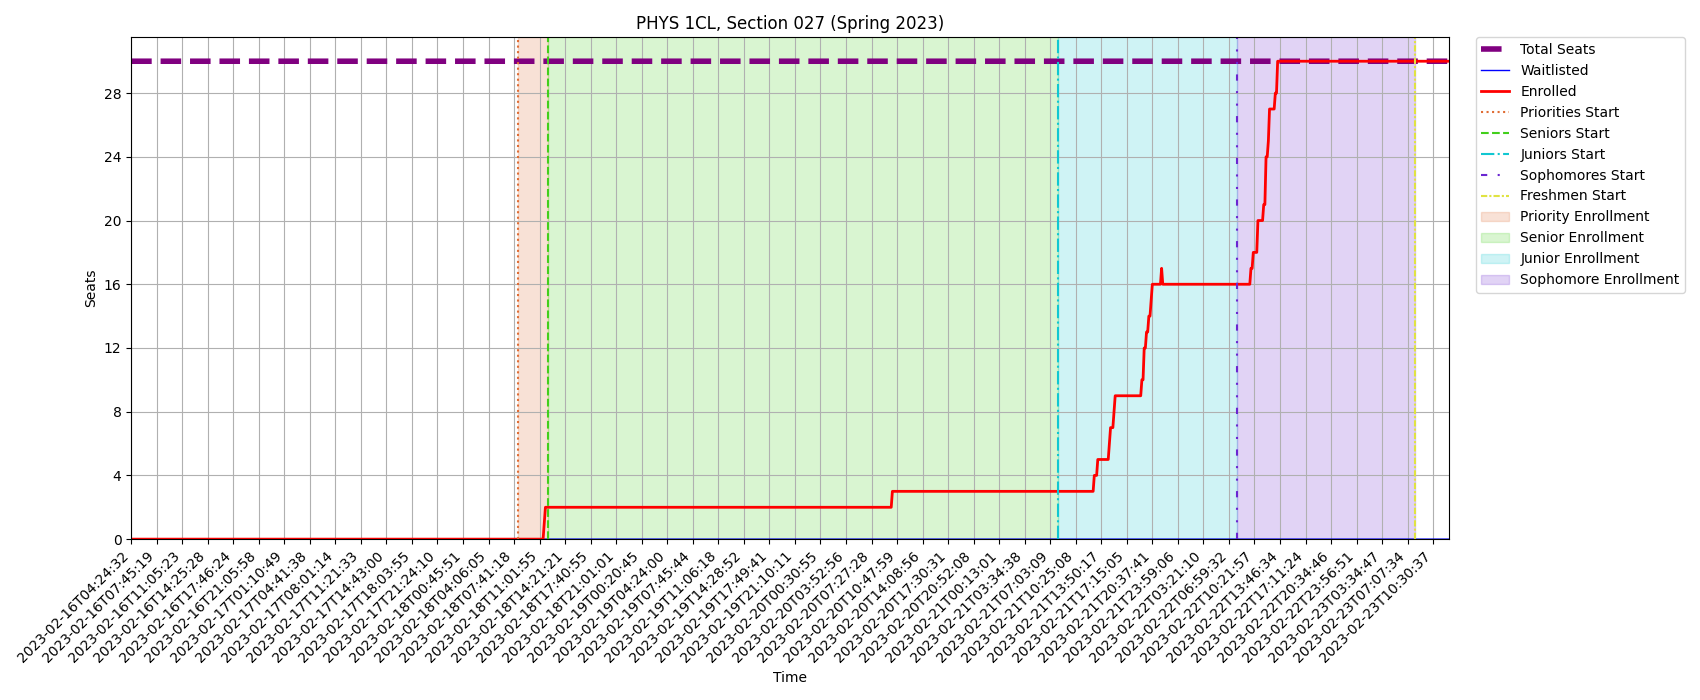 PHYS 1CL, Section 027 (Spring 2023)
Total Seats
Waitlisted
Enrolled
Priorities Start
Seniors Start
Juniors Start
Sophomores Start
Freshmen Start
Priority Enrollment
Senior Enrollment
Junior Enrollment
Sophomore Enrollment
Seats
28
24
20
16
12
8
4
0
2023-02-16T04:24:32
2023-02-16T07:45:19
2023-02-16T11:05:23
2023-02-16T14:25:28
2023-02-16T17:46:24
2023-02-16T21:05:58
2023-02-17T01:10:49
2023-02-17T04:41:38
2023-02-17T08:01:14
2023-02-17T11:21:33
2023-02-17T14:43:00
2023-02-17T18:03:55
2023-02-17T21:24:10
2023-02-18T00:45:51
2023-02-18T04:06:05
2023-02-18T07:41:18
2023-02-18T11:01:55
2023-02-18T14:21:21
2023-02-18T17:40:55
2023-02-18T21:01:01
2023-02-19T00:20:45
2023-02-19T04:24:00
2023-02-19T07:45:44
2023-02-19T11:06:18
2023-02-19T14:28:52
2023-02-19T17:49:41
2023-02-19T21:10:11
2023-02-20T00:30:55
2023-02-20T03:52:56
2023-02-20T07:27:28
2023-02-20T10:47:59
2023-02-20T14:08:56
2023-02-20T17:30:31
2023-02-20T20:52:08
2023-02-21T00:13:01
2023-02-21T03:34:38
2023-02-21T07:03:09
2023-02-21T10:25:08
2023-02-21T13:50:17
2023-02-21T17:15:05
2023-02-21T20:37:41
2023-02-21T23:59:06
2023-02-22T03:21:10
2023-02-22T06:59:32
2023-02-22T10:21:57
2023-02-22T13:46:34
2023-02-22T17:11:24
2023-02-22T20:34:46
2023-02-22T23:56:51
2023-02-23T03:34:47
2023-02-23T07:07:34
2023-02-23T10:30:37
Time